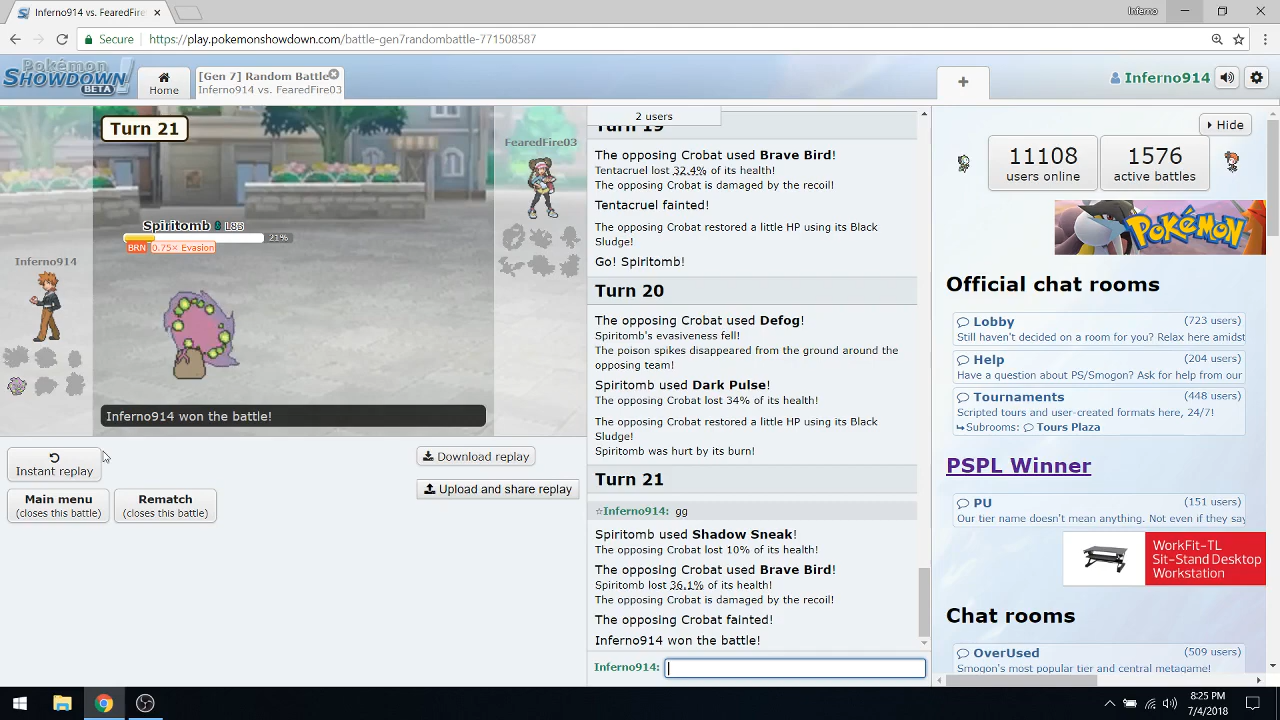 Inferno914 vs. FearedFire
Inferno
Secure
https://play.pokemonshowdown.com/battle-gen7randombattle-771508587
Pokémon
SHOWDOWN!
BETA
Home
[Gen 7] Random Battle
Inferno914 vs. FearedFire03
+
Inferno914
Turn 21
FearedFire03
Spiritomb L83
21%
BRN 0.75× Evasion
Inferno914
Inferno914 won the battle!
Instant replay
Download replay
Main menu
(closes this battle)
Rematch
(closes this battle)
Upload and share replay
2 users
Turn 19
The opposing Crobat used Brave Bird!
Tentacruel lost 32.4% of its health!
The opposing Crobat is damaged by the recoil!
Tentacruel fainted!
The opposing Crobat restored a little HP using its Black
Sludge!
Go! Spiritomb!
Turn 20
The opposing Crobat used Defog!
Spiritomb's evasiveness fell!
The poison spikes disappeared from the ground around the
opposing team!
Spiritomb used Dark Pulse!
The opposing Crobat lost 34% of its health!
The opposing Crobat restored a little HP using its Black
Sludge!
Spiritomb was hurt by its burn!
Turn 21
☆Inferno914: gg
Spiritomb used Shadow Sneak!
The opposing Crobat lost 10% of its health!
The opposing Crobat used Brave Bird!
Spiritomb lost 36.1% of its health!
The opposing Crobat is damaged by the recoil!
The opposing Crobat fainted!
Inferno914 won the battle!
Inferno914:
Hide
11108
users online
1576
active battles
Pokémon
Official chat rooms
Lobby (723 users)
Still haven't decided on a room for you? Relax here amidst
Help (204 users)
Have a question about PS/Smogon? Ask for help from our
Tournaments (448 users)
Scripted tours and user-created formats here, 24/7!
↳Subrooms: Tours Plaza
PSPL Winner
PU (151 users)
Our tier name doesn't mean anything. Not even if they say
WorkFit-TL
Sit-Stand Desktop
Workstation
Chat rooms
OverUsed (509 users)
Smogon's most popular tier and central metagame!
8:25 PM
7/4/2018